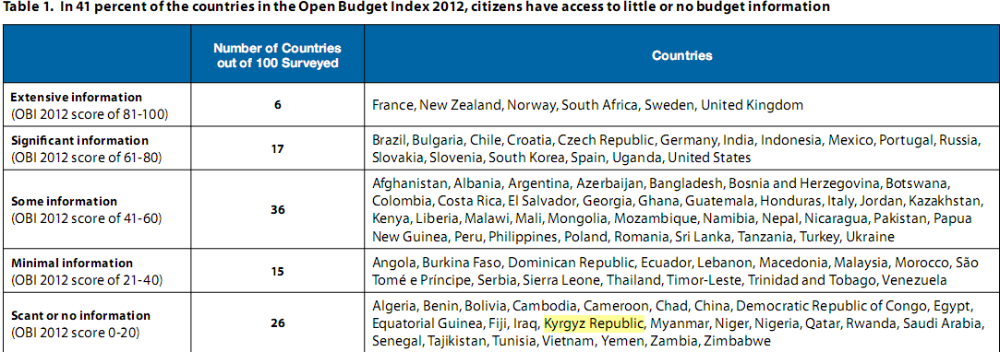 Table 1. In 41 percent of the countries in the Open Budget Index 2012, citizens have access to little or no budget information
Number of Countries
out of 100 Surveyed
Countries
Extensive information
(OBI 2012 score of 81-100)
6
France, New Zealand, Norway, South Africa, Sweden, United Kingdom
Significant information
(OBI 2012 score of 61-80)
17
Brazil, Bulgaria, Chile, Croatia, Czech Republic, Germany, India, Indonesia, Mexico, Portugal, Russia,
Slovakia, Slovenia, South Korea, Spain, Uganda, United States
Some information
(OBI 2012 score of 41-60)
36
Afghanistan, Albania, Argentina, Azerbaijan, Bangladesh, Bosnia and Herzegovina, Botswana,
Colombia, Costa Rica, El Salvador, Georgia, Ghana, Guatemala, Honduras, Italy, Jordan, Kazakhstan,
Kenya, Liberia, Malawi, Mali, Mongolia, Mozambique, Namibia, Nepal, Nicaragua, Pakistan, Papua
New Guinea, Peru, Philippines, Poland, Romania, Sri Lanka, Tanzania, Turkey, Ukraine
Minimal information
(OBI 2012 score of 21-40)
15
Angola, Burkina Faso, Dominican Republic, Ecuador, Lebanon, Macedonia, Malaysia, Morocco, São
Tomé e Príncipe, Serbia, Sierra Leone, Thailand, Timor-Leste, Trinidad and Tobago, Venezuela
Scant or no information
(OBI 2012 score 0-20)
26
Algeria, Benin, Bolivia, Cambodia, Cameroon, Chad, China, Democratic Republic of Congo, Egypt,
Equatorial Guinea, Fiji, Iraq, Kyrgyz Republic, Myanmar, Niger, Nigeria, Qatar, Rwanda, Saudi Arabia,
Senegal, Tajikistan, Tunisia, Vietnam, Yemen, Zambia, Zimbabwe